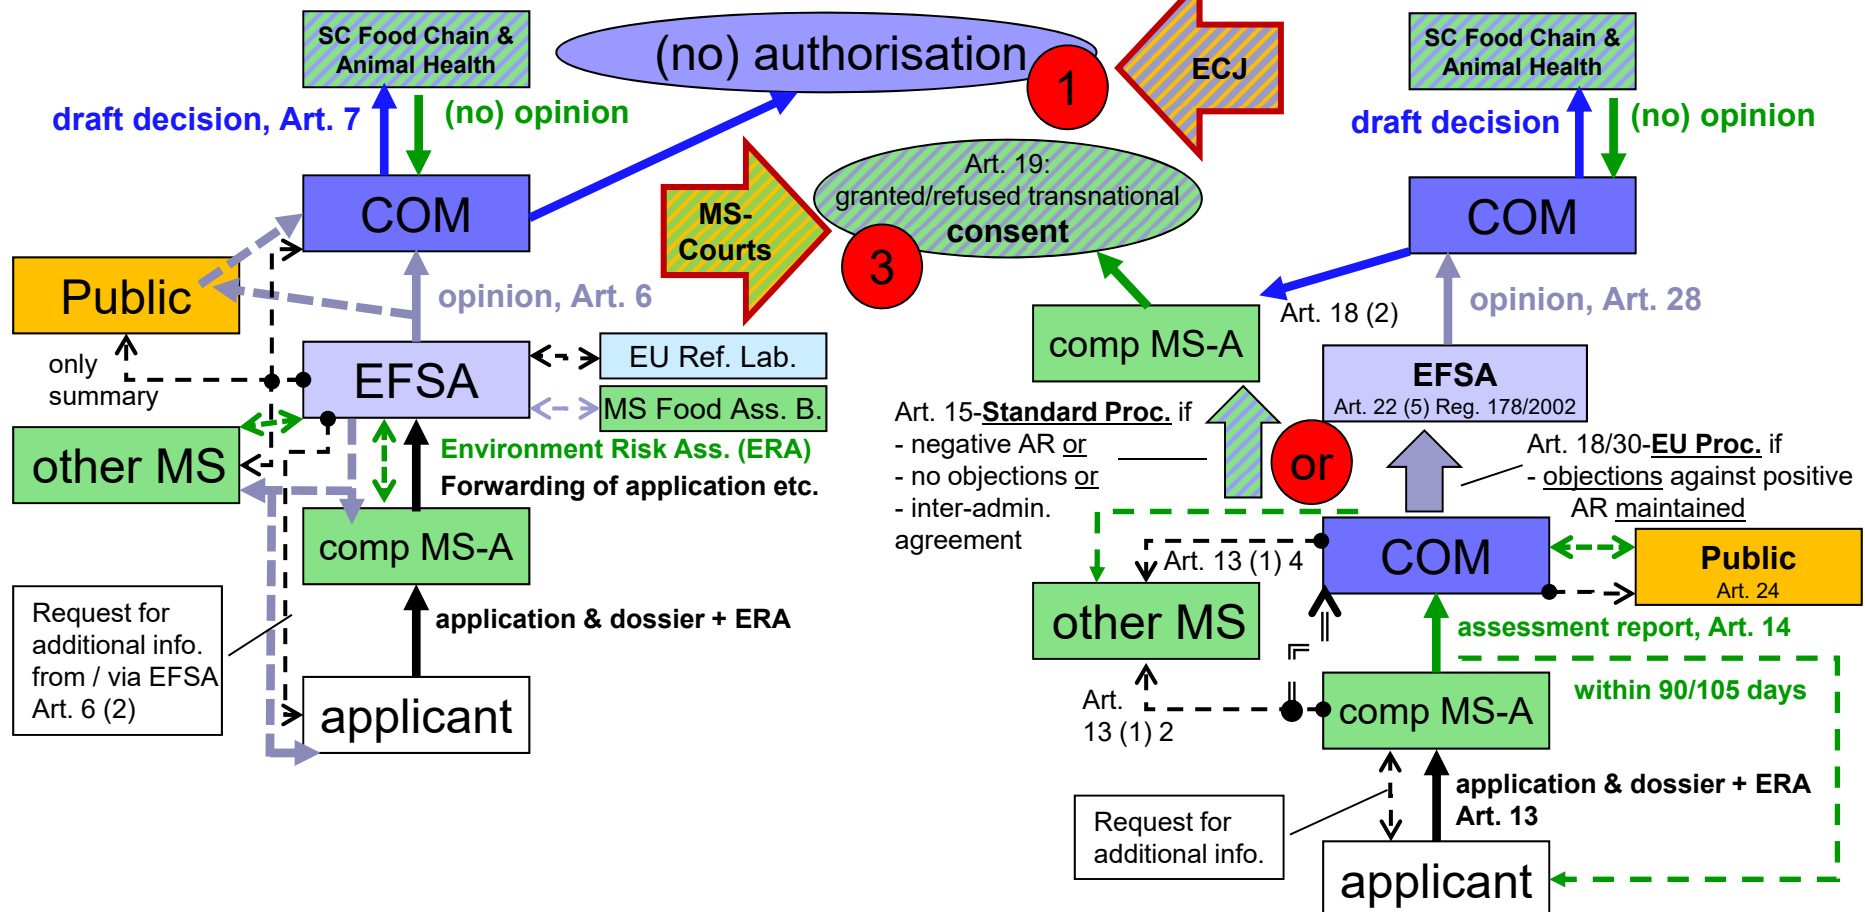 SC Food Chain &
Animal Health
draft decision, Art. 7
(no) opinion
COM
Public
opinion, Art. 6
only
summary
EFSA
EU Ref. Lab.
MS Food Ass. B.
other MS
Environment Risk Ass. (ERA)
Forwarding of application etc.
comp MS-A
Request for
additional info.
from / via EFSA
Art. 6 (2)
application & dossier + ERA
applicant
(no) authorisation
1
ECJ
MS-
Courts
Art. 19:
granted/refused transnational
consent
3
SC Food Chain &
Animal Health
draft decision
(no) opinion
COM
Art. 18 (2)
opinion, Art. 28
comp MS-A
EFSA
Art. 22 (5) Reg. 178/2002
Art. 15-Standard Proc. if
- negative AR or
- no objections or
- inter-admin.
agreement
or
Art. 18/30-EU Proc. if
- objections against positive
AR maintained
COM
Public
Art. 24
Art. 13 (1) 4
other MS
assessment report, Art. 14
within 90/105 days
Art.
13 (1) 2
comp MS-A
application & dossier + ERA
Art. 13
Request for
additional info.
applicant